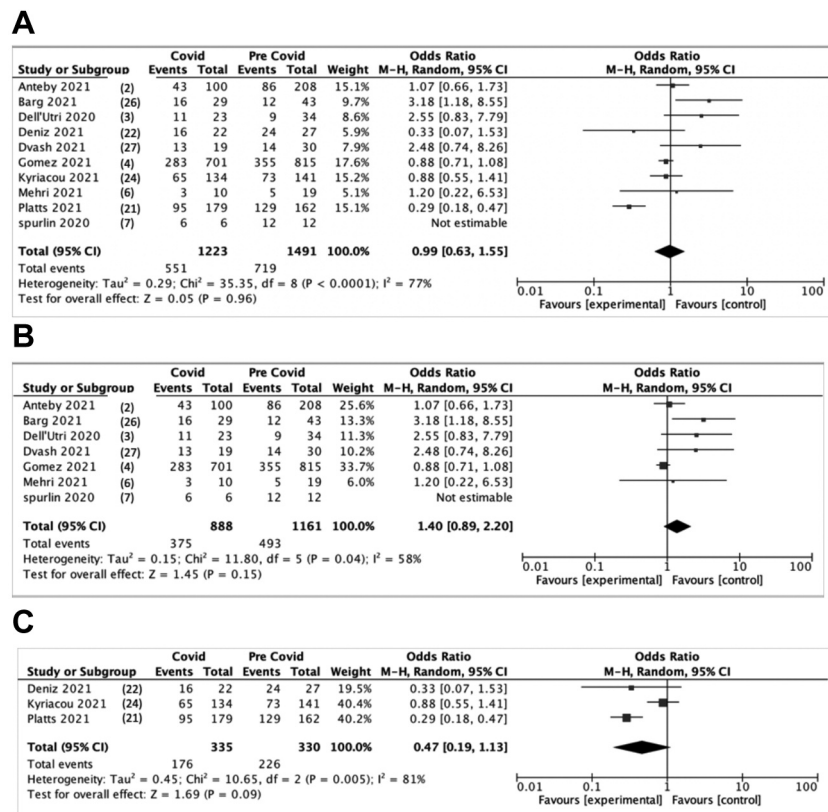 A
Covid Pre Covid Odds Ratio Odds Ratio
Study or Subgroup Events Total Events Total Weight M-H, Random, 95% CI M-H, Random, 95% CI
Anteby 2021 (2) 43 100 86 208 15.1% 1.07 [0.66, 1.73]
Barg 2021 (26) 16 29 12 43 9.7% 3.18 [1.18, 8.55]
Dell'Utri 2020 (3) 11 23 9 34 8.6% 2.55 [0.83, 7.79]
Deniz 2021 (22) 16 22 24 27 5.7% 0.33 [0.07, 1.53]
Dvash 2021 (27) 13 19 14 30 7.9% 2.48 [0.74, 8.26]
Gomez 2021 (4) 283 701 355 815 17.6% 0.88 [0.71, 1.08]
Kyriacou 2021 (24) 65 134 73 141 15.2% 0.88 [0.55, 1.41]
Mehri 2021 (6) 3 10 5 19 5.1% 1.20 [0.22, 6.53]
Platts 2021 (21) 95 179 129 162 15.1% 0.29 [0.18, 0.47]
spurlin 2020 (7) 6 6 12 12 Not estimable
Total (95% CI) 1223 1491 100.0% 0.99 [0.63, 1.55]
Total events 551 719
Heterogeneity: Tau² = 0.29; Chi² = 35.35, df = 8 (P < 0.0001); I² = 77%
Test for overall effect: Z = 0.05 (P = 0.96)
0.01 0.1 1 10 100
Favours [experimental] Favours [control]
B
Covid Pre Covid Odds Ratio Odds Ratio
Study or Subgroup Events Total Events Total Weight M-H, Random, 95% CI M-H, Random, 95% CI
Anteby 2021 (2) 43 100 86 208 25.6% 1.07 [0.66, 1.73]
Barg 2021 (26) 16 29 12 43 13.3% 3.18 [1.18, 8.55]
Dell'Utri 2020 (3) 11 23 9 34 11.3% 2.55 [0.83, 7.79]
Dvash 2021 (27) 13 19 14 30 10.2% 2.48 [0.74, 8.26]
Gomez 2021 (4) 283 701 355 815 33.7% 0.88 [0.71, 1.08]
Mehri 2021 (6) 3 10 5 19 6.0% 1.20 [0.22, 6.53]
spurlin 2020 (7) 6 6 12 12 Not estimable
Total (95% CI) 888 1161 100.0% 1.40 [0.89, 2.20]
Total events 375 493
Heterogeneity: Tau² = 0.15; Chi² = 11.80, df = 5 (P = 0.04); I² = 58%
Test for overall effect: Z = 1.45 (P = 0.15)
0.01 0.1 1 10 100
Favours [experimental] Favours [control]
C
Covid Pre Covid Odds Ratio Odds Ratio
Study or Subgroup Events Total Events Total Weight M-H, Random, 95% CI M-H, Random, 95% CI
Deniz 2021 (22) 16 22 24 27 19.5% 0.33 [0.07, 1.53]
Kyriacou 2021 (24) 65 134 73 141 40.4% 0.88 [0.55, 1.41]
Platts 2021 (21) 95 179 129 162 40.2% 0.29 [0.18, 0.47]
Total (95% CI) 335 330 100.0% 0.47 [0.19, 1.13]
Total events 176 226
Heterogeneity: Tau² = 0.45; Chi² = 10.65, df = 2 (P = 0.005); I² = 81%
Test for overall effect: Z = 1.69 (P = 0.09)
0.01 0.1 1 10 100
Favours [experimental] Favours [control]